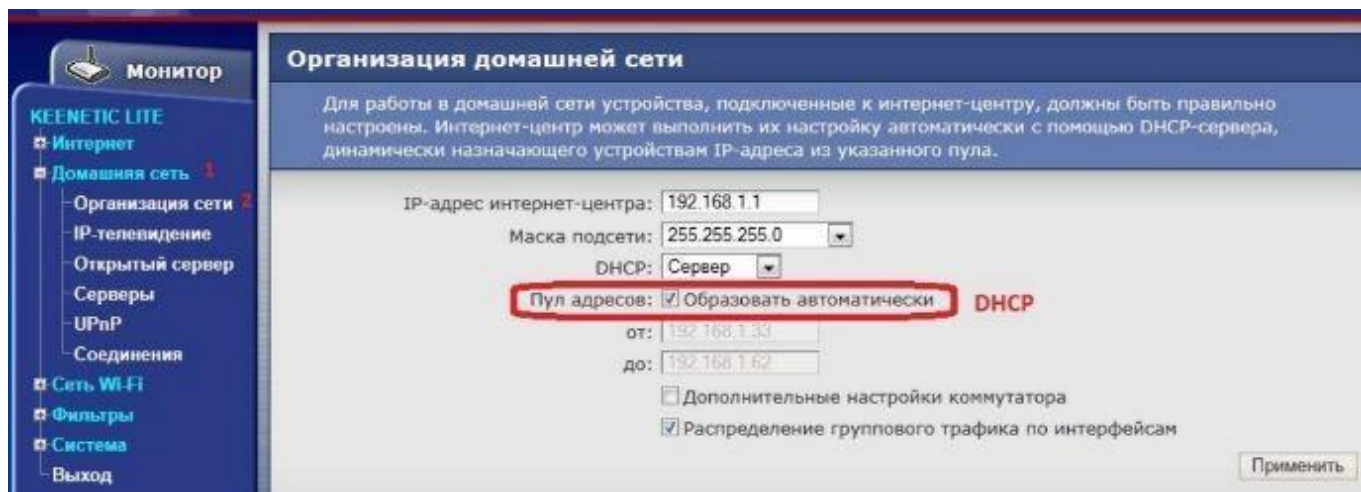 Монитор
KEENETIC LITE
Интернет
Домашняя сеть 1
Организация сети 2
IP-телевидение
Открытый сервер
Серверы
UPnP
Соединения
Сеть Wi-Fi
Фильтры
Система
Выход
Организация домашней сети
Для работы в домашней сети устройства, подключенные к интернет-центру, должны быть правильно
настроены. Интернет-центр может выполнить их настройку автоматически с помощью DHCP-сервера,
динамически назначающего устройствам IP-адреса из указанного пула.
IP-адрес интернет-центра: 192.168.1.1
Маска подсети: 255.255.255.0
DHCP: Сервер
Пул адресов: Образовать автоматически DHCP
от: 192.168.1.33
до: 192.168.1.62
Дополнительные настройки коммутатора
Распределение группового трафика по интерфейсам
Применить